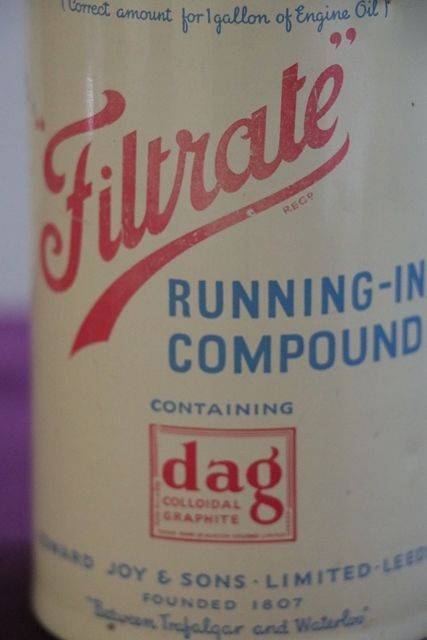 (Correct amount for 1 gallon of Engine Oil)
"Filtrate"
REGD
RUNNING-IN
COMPOUND
CONTAINING
dag
COLLOIDAL
GRAPHITE
JOY & SONS · LIMITED · LEED
FOUNDED 1807
"Between Trafalgar and Waterloo"